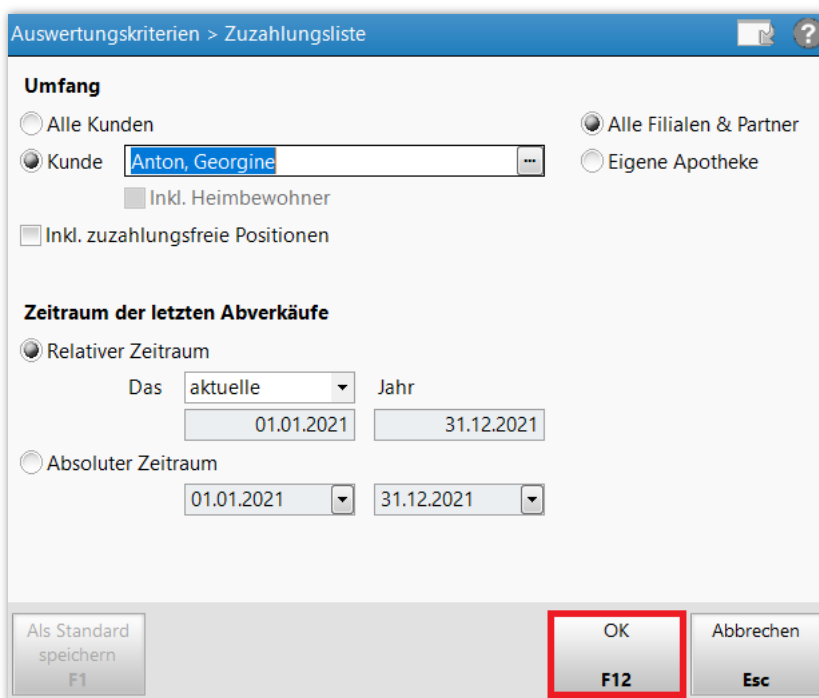 Auswertungskriterien > Zuzahlungsliste
?
Umfang
Alle Kunden
Alle Filialen & Partner
Kunde Anton, Georgine ...
Eigene Apotheke
Inkl. Heimbewohner
Inkl. zuzahlungsfreie Positionen
Zeitraum der letzten Abverkäufe
Relativer Zeitraum
Das aktuelle Jahr
01.01.2021 31.12.2021
Absoluter Zeitraum
01.01.2021 31.12.2021
Als Standard
speichern
F1
OK
F12
Abbrechen
Esc